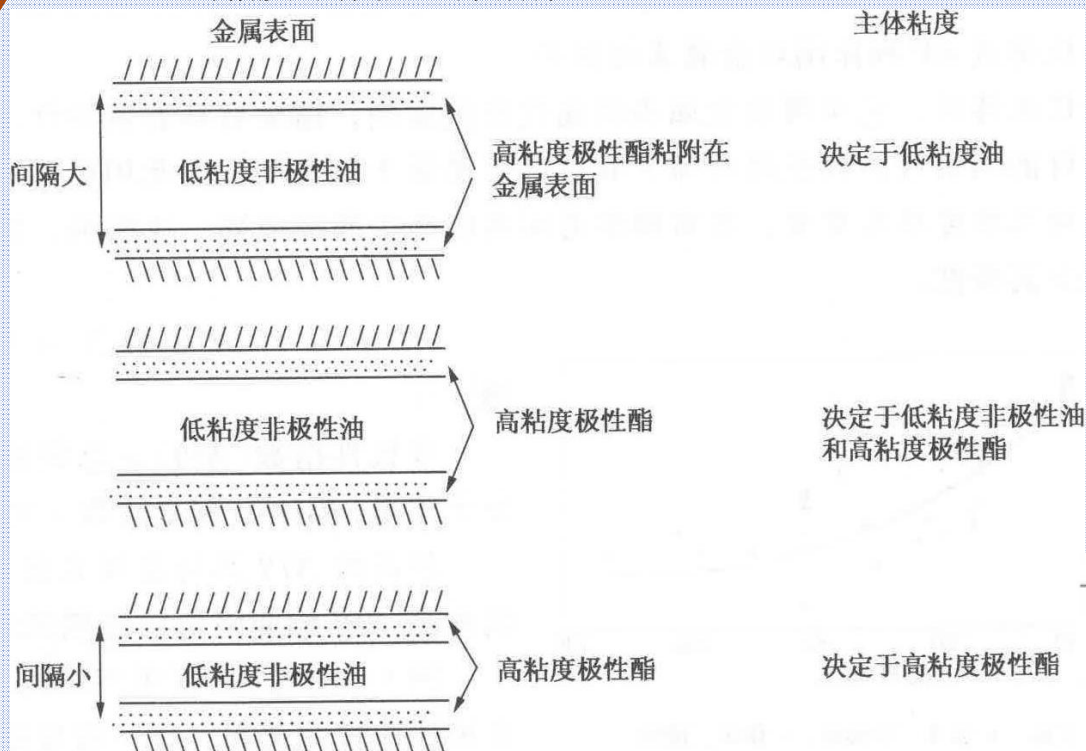 金属表面
主体粘度
间隔大
低粘度非极性油
高粘度极性酯粘附在
金属表面
决定于低粘度油
低粘度非极性油
高粘度极性酯
决定于低粘度非极性油
和高粘度极性酯
间隔小
低粘度非极性油
高粘度极性酯
决定于高粘度极性酯